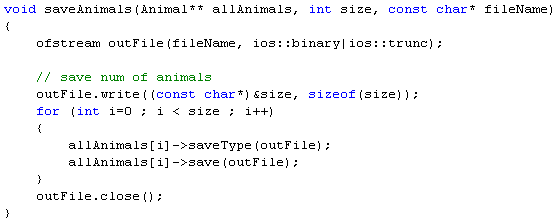 void saveAnimals(Animal** allAnimals, int size, const char* fileName)
{
    ofstream outFile(fileName, ios::binary|ios::trunc);

    // save num of animals
    outFile.write((const char*)&size, sizeof(size));
    for (int i=0 ; i < size ; i++)
    {
        allAnimals[i]->saveType(outFile);
        allAnimals[i]->save(outFile);
    }
    outFile.close();
}